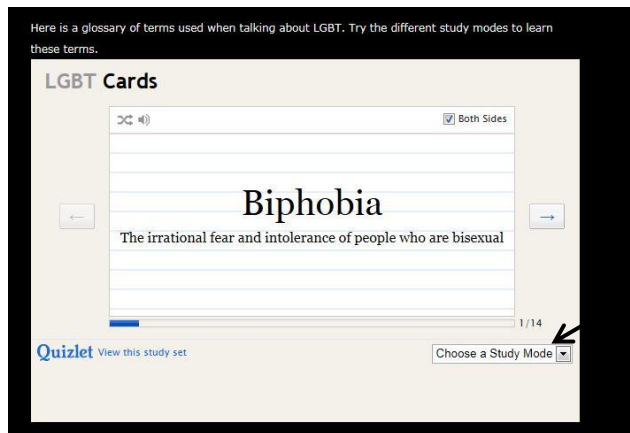 Here is a glossary of terms used when talking about LGBT. Try the different study modes to learn
these terms.
LGBT Cards
Both Sides
Biphobia
The irrational fear and intolerance of people who are bisexual
1/14
Quizlet View this study set
Choose a Study Mode